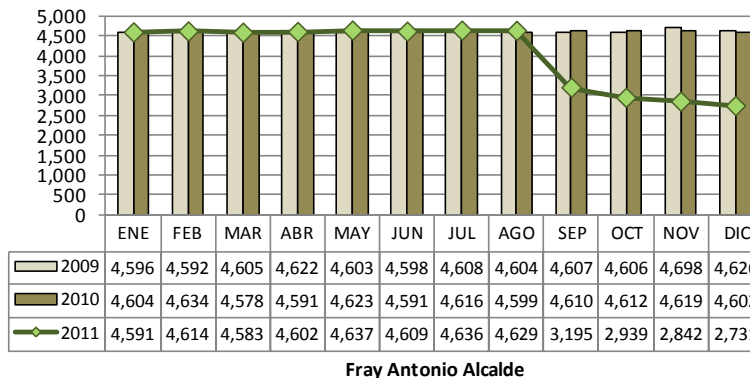 5,000
4,500
4,000
3,500
3,000
2,500
2,000
1,500
1,000
500
0
ENE FEB MAR ABR MAY JUN JUL AGO SEP OCT NOV DIC
2009 4,596 4,592 4,605 4,622 4,603 4,598 4,608 4,604 4,607 4,606 4,698
2010 4,604 4,634 4,578 4,591 4,623 4,591 4,616 4,599 4,610 4,612 4,619
2011 4,591 4,614 4,583 4,602 4,637 4,609 4,636 4,629 3,195 2,939 2,842
Fray Antonio Alcalde